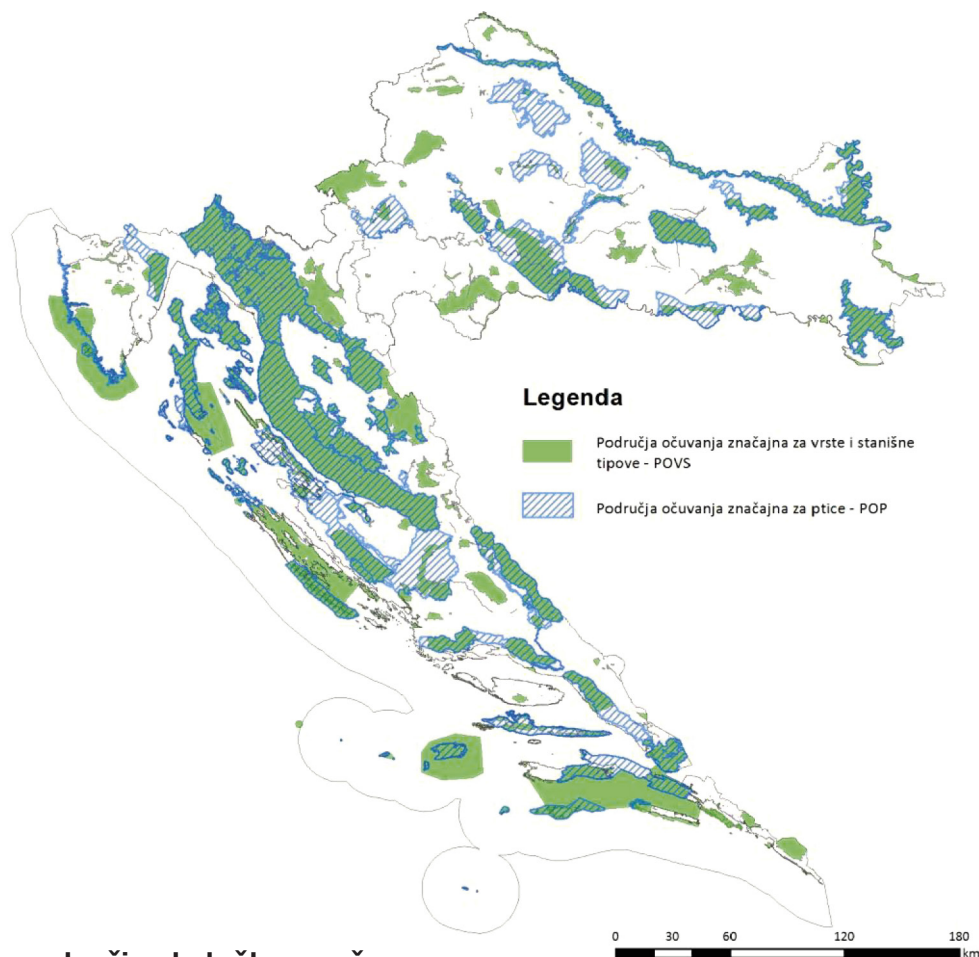 Legenda
Područja očuvanja značajna za vrste i stanišne
tipove - POVS
Područja očuvanja značajna za ptice - POP
0 30 60 120 180
km